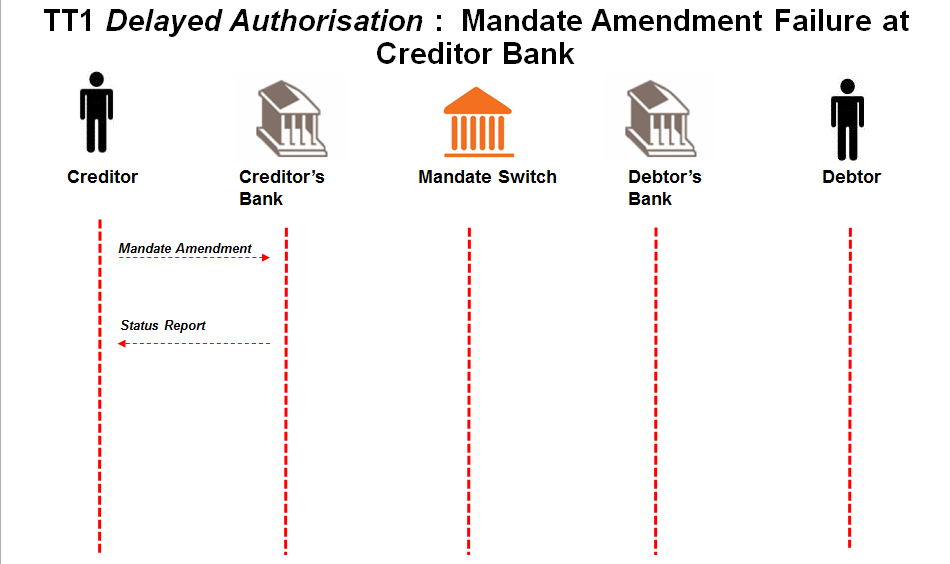 TT1 Delayed Authorisation :  Mandate Amendment Failure at
Creditor Bank
Creditor
Creditor’s
Bank
Mandate Switch
Debtor’s
Bank
Debtor
Mandate Amendment
Status Report